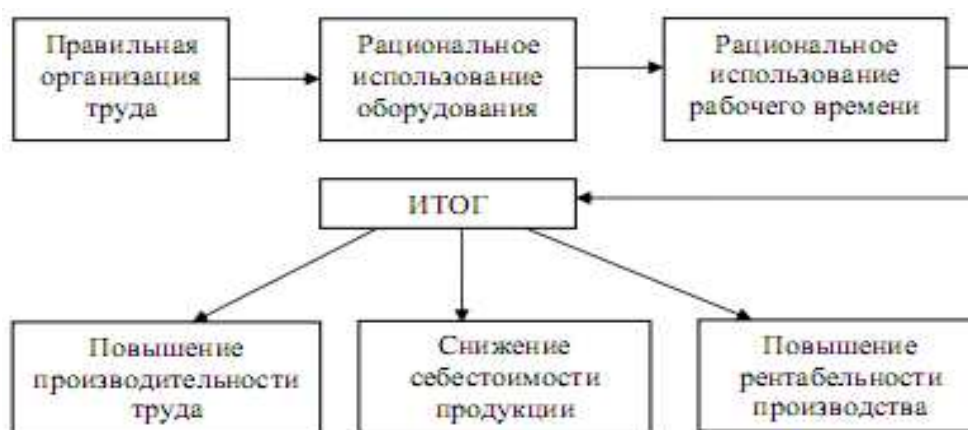 Правильная
организация
труда
Рациональное
использование
оборудования
Рациональное
использование
рабочего времени
ИТОГ
Повышение
производительности
труда
Снижение
себестоимости
продукции
Повышение
рентабельности
производства